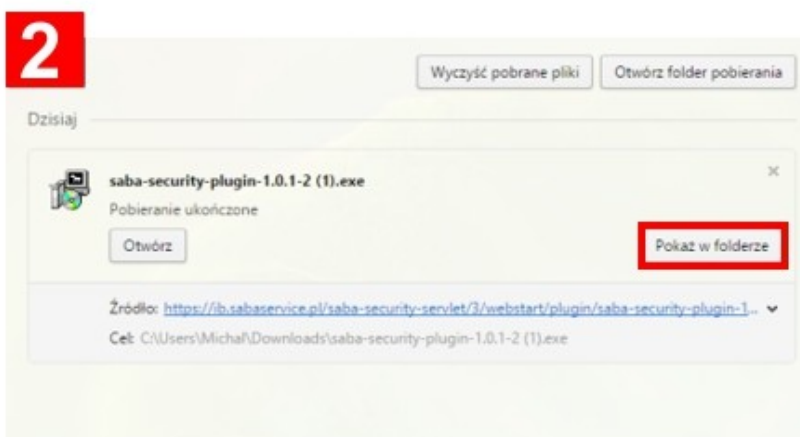 2
Wyczyść pobrane pliki
Otwórz folder pobierania
Dzisiaj
saba-security-plugin-1.0.1-2 (1).exe
Pobieranie ukończone
Otwórz
Pokaż w folderze
Źródło: https://ib.sabaservice.pl/saba-security-servlet/3/webstart/plugin/saba-security-plugin-1...
Cel: C:\Users\Michal\Downloads\saba-security-plugin-1.0.1-2 (1).exe